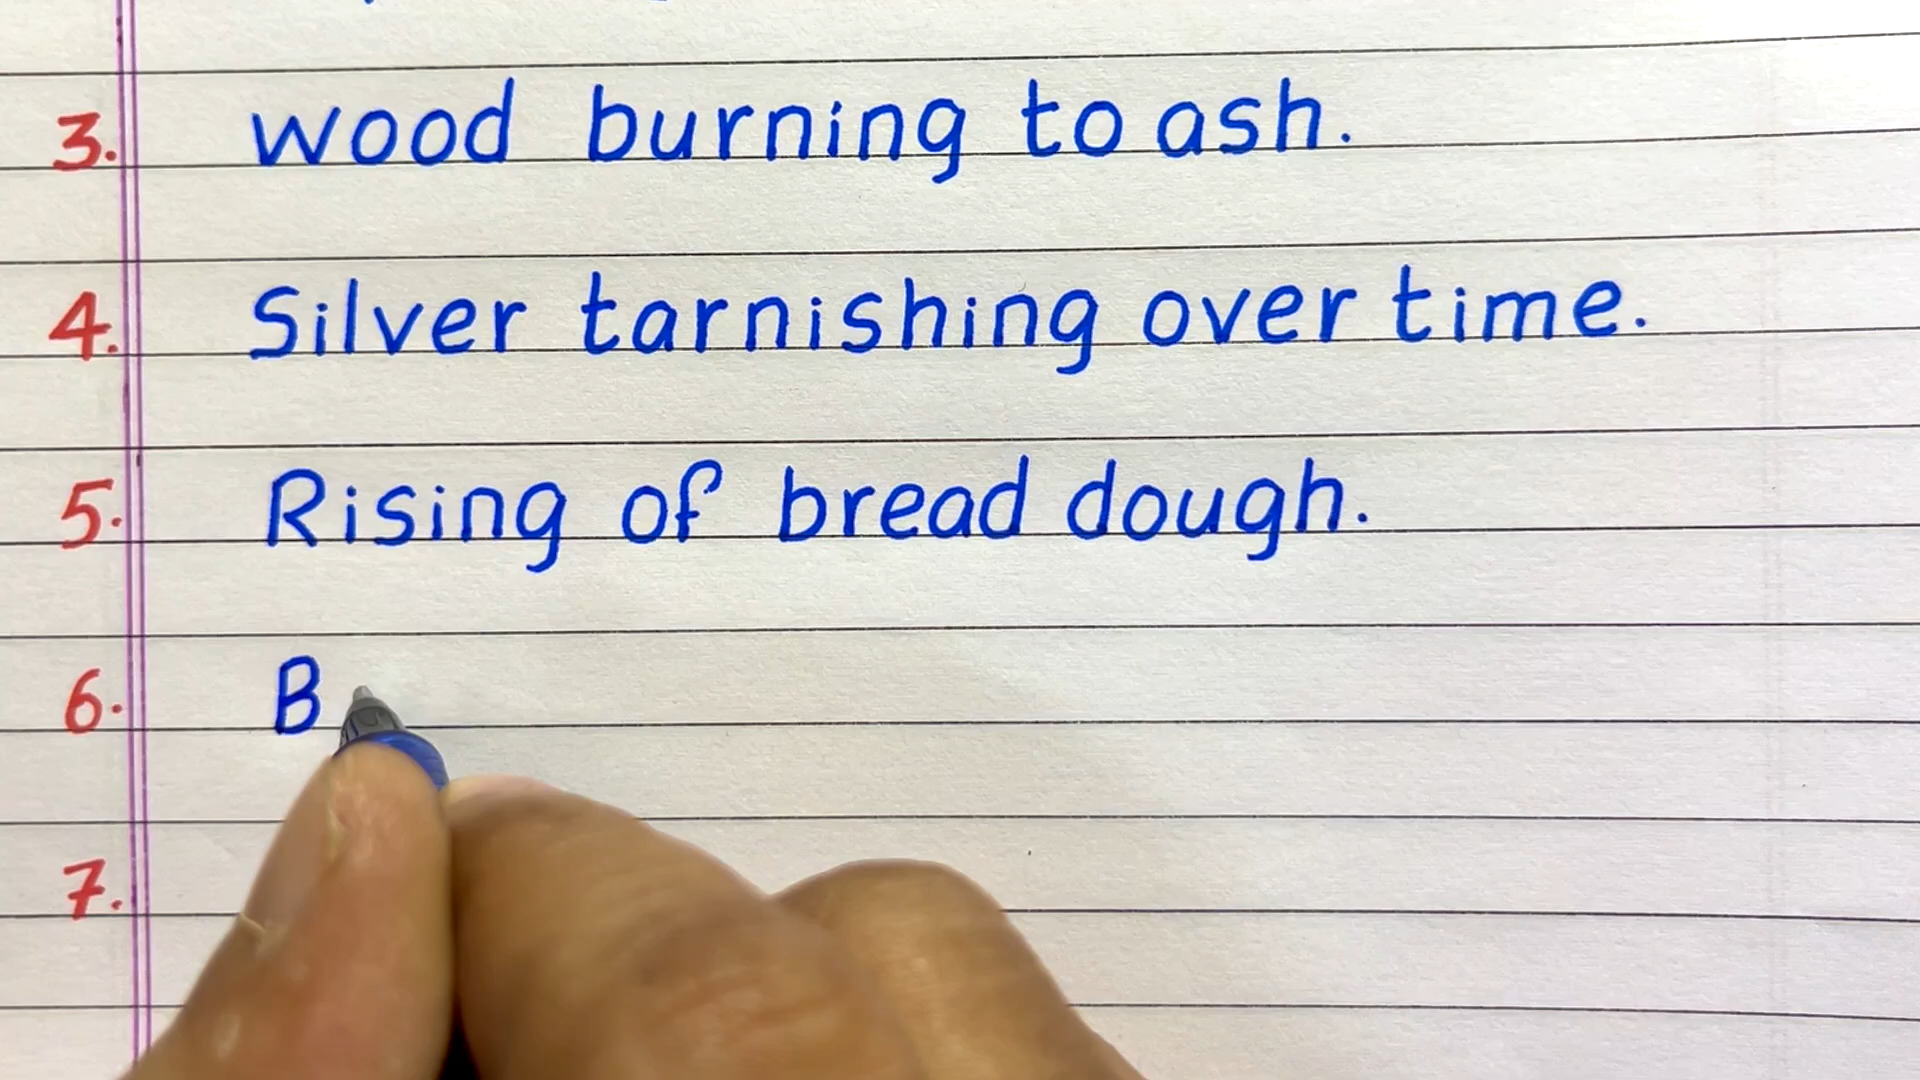 3. Wood burning to ash.
4. Silver tarnishing over time.
5. Rising of bread dough.
6. B
7.